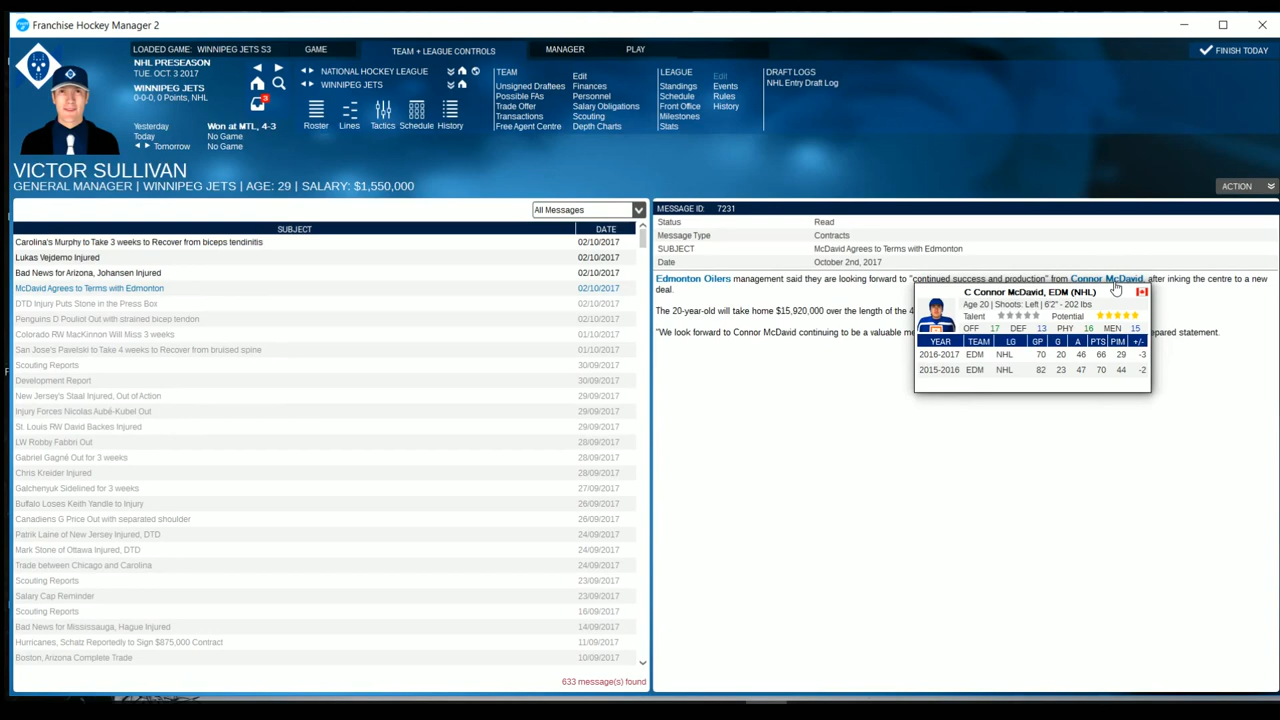 Franchise Hockey Manager 2
LOADED GAME: WINNIPEG JETS S3
GAME
TEAM + LEAGUE CONTROLS
MANAGER
PLAY
FINISH TODAY
NHL PRESEASON
TUE. OCT. 3 2017
WINNIPEG JETS
0-0-0, 0 Points, NHL
Yesterday Won at MTL, 4-3
Today No Game
Tomorrow No Game
NATIONAL HOCKEY LEAGUE
WINNIPEG JETS
Roster
Lines
Tactics
Schedule
History
TEAM
Unsigned Draftees
Possible FAs
Trade Offer
Transactions
Free Agent Centre
Edit
Finances
Personnel
Salary Obligations
Scouting
Depth Charts
LEAGUE
Standings
Schedule
Front Office
Milestones
Stats
Edit
Events
Rules
History
DRAFT LOGS
NHL Entry Draft Log
VICTOR SULLIVAN
GENERAL MANAGER | WINNIPEG JETS | AGE: 29 | SALARY: $1,550,000
ACTION
All Messages
SUBJECT DATE
Carolina's Murphy to Take 3 weeks to Recover from biceps tendinitis 02/10/2017
Lukas Vejdemo Injured 02/10/2017
Bad News for Arizona, Johansen Injured 02/10/2017
McDavid Agrees to Terms with Edmonton 02/10/2017
DTD Injury Puts Stone in the Press Box 02/10/2017
Penguins D Pouliot Out with strained bicep tendon 02/10/2017
Colorado RW MacKinnon Will Miss 3 weeks 01/10/2017
San Jose's Pavelski to Take 4 weeks to Recover from bruised spine 01/10/2017
Scouting Reports 30/09/2017
Development Report 30/09/2017
New Jersey's Staal Injured, Out of Action 29/09/2017
Injury Forces Nicolas Aubé-Kubel Out 29/09/2017
St. Louis RW David Backes Injured 29/09/2017
LW Robby Fabbri Out 28/09/2017
Gabriel Gagné Out for 3 weeks 28/09/2017
Chris Kreider Injured 28/09/2017
Galchenyuk Sidelined for 3 weeks 27/09/2017
Buffalo Loses Keith Yandle to Injury 26/09/2017
Canadiens G Price Out with separated shoulder 26/09/2017
Patrik Laine of New Jersey Injured, DTD 25/09/2017
Mark Stone of Ottawa Injured, DTD 24/09/2017
Trade between Chicago and Carolina 24/09/2017
Scouting Reports 23/09/2017
Salary Cap Reminder 23/09/2017
Scouting Reports 16/09/2017
Bad News for Mississauga, Hague Injured 14/09/2017
Hurricanes, Schatz Reportedly to Sign $875,000 Contract 11/09/2017
Boston, Arizona Complete Trade 10/09/2017
633 message(s) found
MESSAGE ID: 7231
Status Read
Message Type Contracts
SUBJECT McDavid Agrees to Terms with Edmonton
Date October 2nd, 2017
Edmonton Oilers management said they are looking forward to "continued success and production" from Connor McDavid, after inking the centre to a new
deal.
The 20-year-old will take home $15,920,000 over the length of the 4
"We look forward to Connor McDavid continuing to be a valuable me epared statement.
C Connor McDavid, EDM (NHL)
Age 20 | Shoots: Left | 6'2" - 202 lbs
Talent Potential
OFF 17 DEF 13 PHY 16 MEN 15
YEAR TEAM LG GP G A PTS PIM +/-
2016-2017 EDM NHL 70 20 46 66 29 -3
2015-2016 EDM NHL 82 23 47 70 44 -2